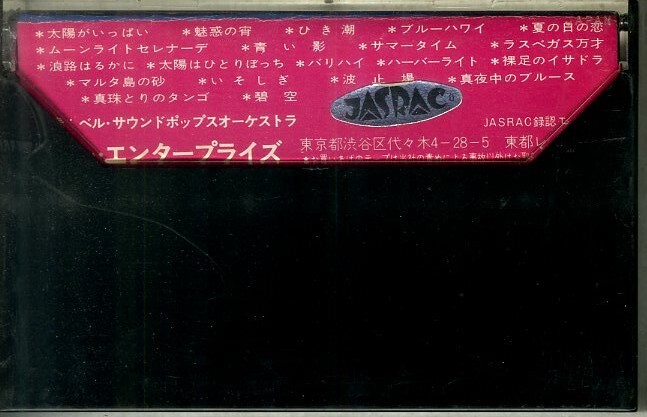 *太陽がいっぱい *魅惑の宵 *ひき潮 *ブルーハワイ *夏の日の恋
*ムーンライトセレナーデ *青い影 *サマータイム *ラスベガス万才
*浪路はるかに *太陽はひとりぼっち *バリハイ *ハーバーライト *裸足のイサドラ
*マルタ島の砂 *いそしぎ *波止場 *真夜中のブルース
*真珠とりのタンゴ *碧空
JASRAC
ベル・サウンドポップスオーケストラ JASRAC録認
・エンタープライズ 東京都渋谷区代々木4-28-5 東都